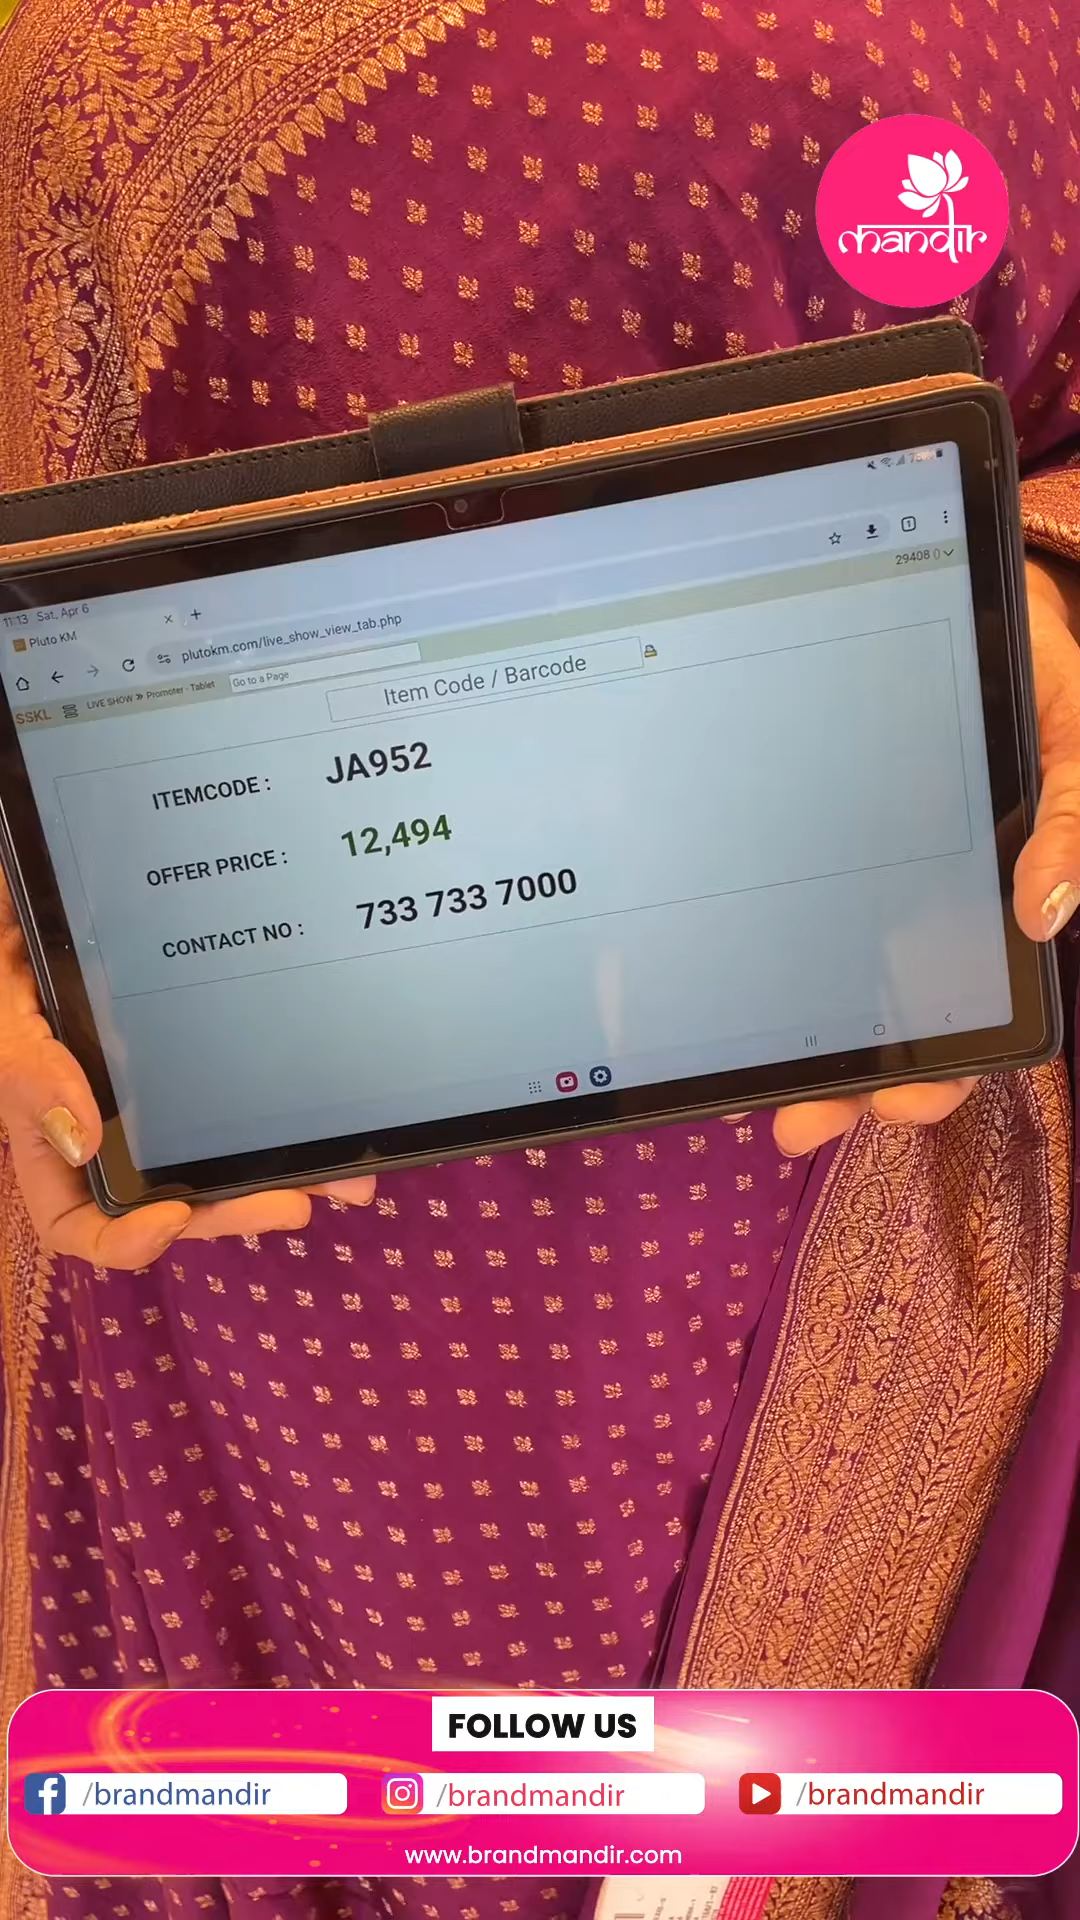 mandir
11:13 Sat, Apr 6
Pluto KM
plutokm.com/live_show_view_tab.php
29408 ()
SSKL
LIVE SHOW » Promoter - Tablet
Go to a Page
Item Code / Barcode
ITEMCODE : JA952
OFFER PRICE : 12,494
CONTACT NO : 733 733 7000
FOLLOW US
/brandmandir
/brandmandir
/brandmandir
www.brandmandir.com